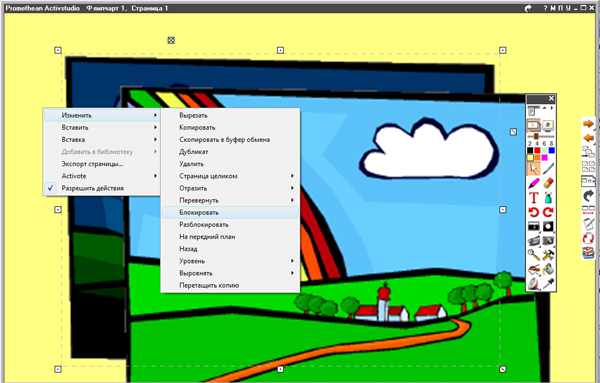 Promethean Activstudio Флипчарт 1, Страница 1
? М П У
Изменить
Вставить
Вставка
Добавить в библиотеку
Экспорт страницы...
Activote
Разрешить действия
Вырезать
Копировать
Скопировать в буфер обмена
Дубликат
Удалить
Страница целиком
Отразить
Перевернуть
Блокировать
Разблокировать
На передний план
Назад
Уровень
Выровнять
Перетащить копию
2 4 6 8
T